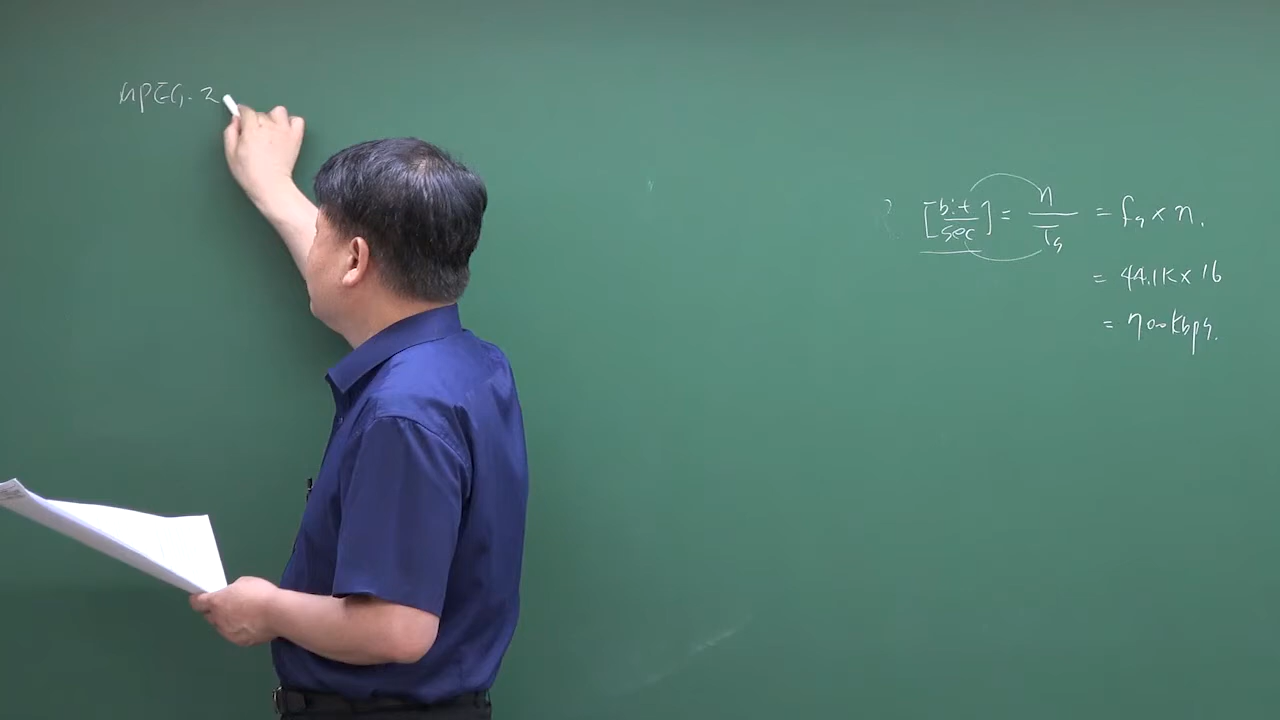 MPEG-2
[bit/sec] = n/Ts = fs × n.
= 44.1K × 16
= 700Kbps.